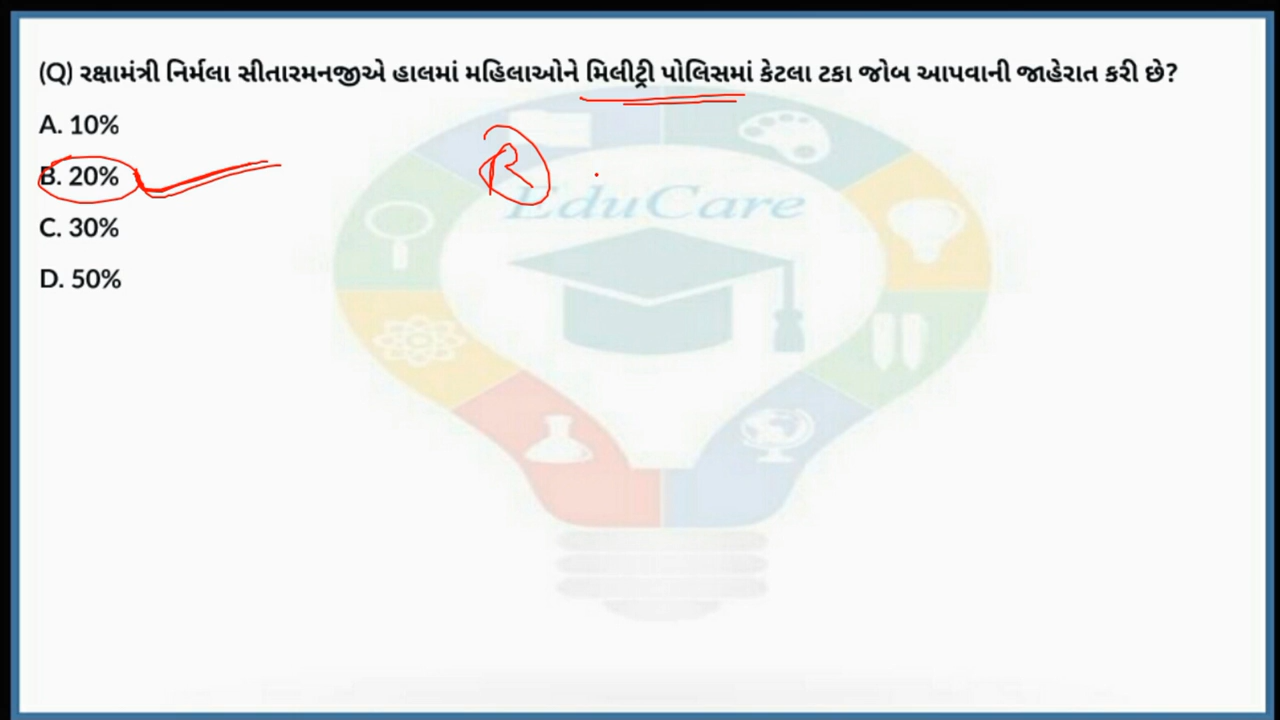 (Q) રક્ષામંત્રી નિર્મલા સીતારમનજીએ હાલમાં મહિલાઓને મિલીટ્રી પોલિસમાં કેટલા ટકા જોબ આપવાની જાહેરાત કરી છે?
A. 10%
B. 20%
R
EduCare
C. 30%
D. 50%